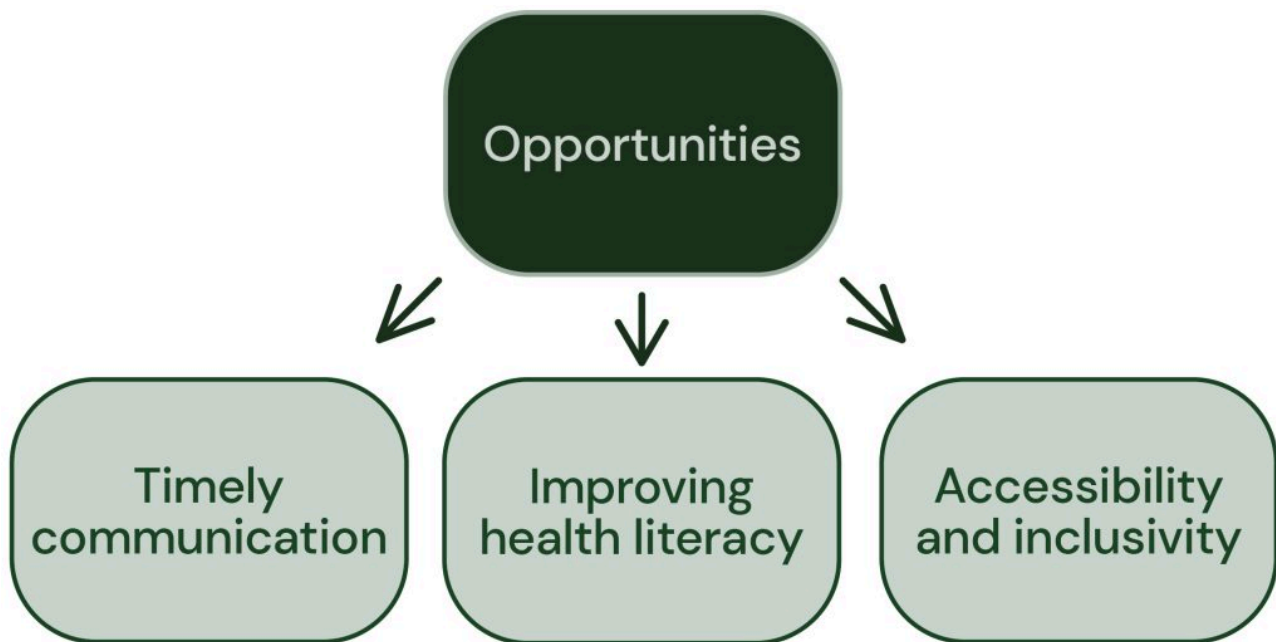 Opportunities
Timely
communication
Improving
health literacy
Accessibility
and inclusivity